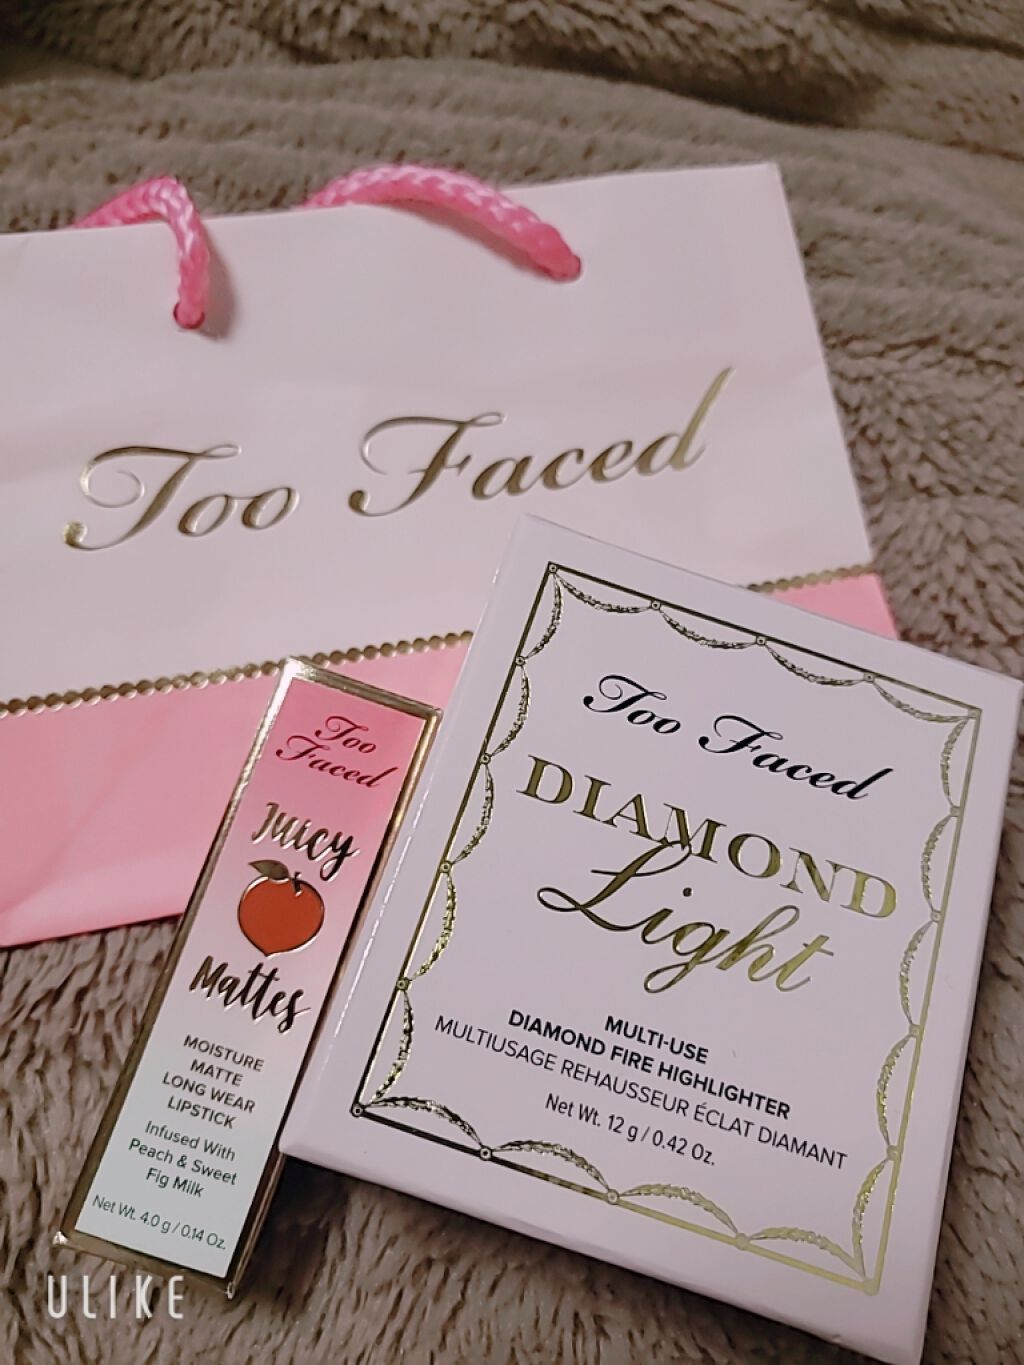 Too Faced
Too
Faced
Juicy
Mattes
MOISTURE
MATTE
LONG WEAR
LIPSTICK
Infused With
Peach & Sweet
Fig Milk
Net Wt. 4.0 g / 0.14 Oz.
Too Faced
DIAMOND
Light
MULTI-USE
DIAMOND FIRE HIGHLIGHTER
MULTIUSAGE REHAUSSEUR ÉCLAT DIAMANT
Net Wt. 12 g / 0.42 Oz.
ULIKE